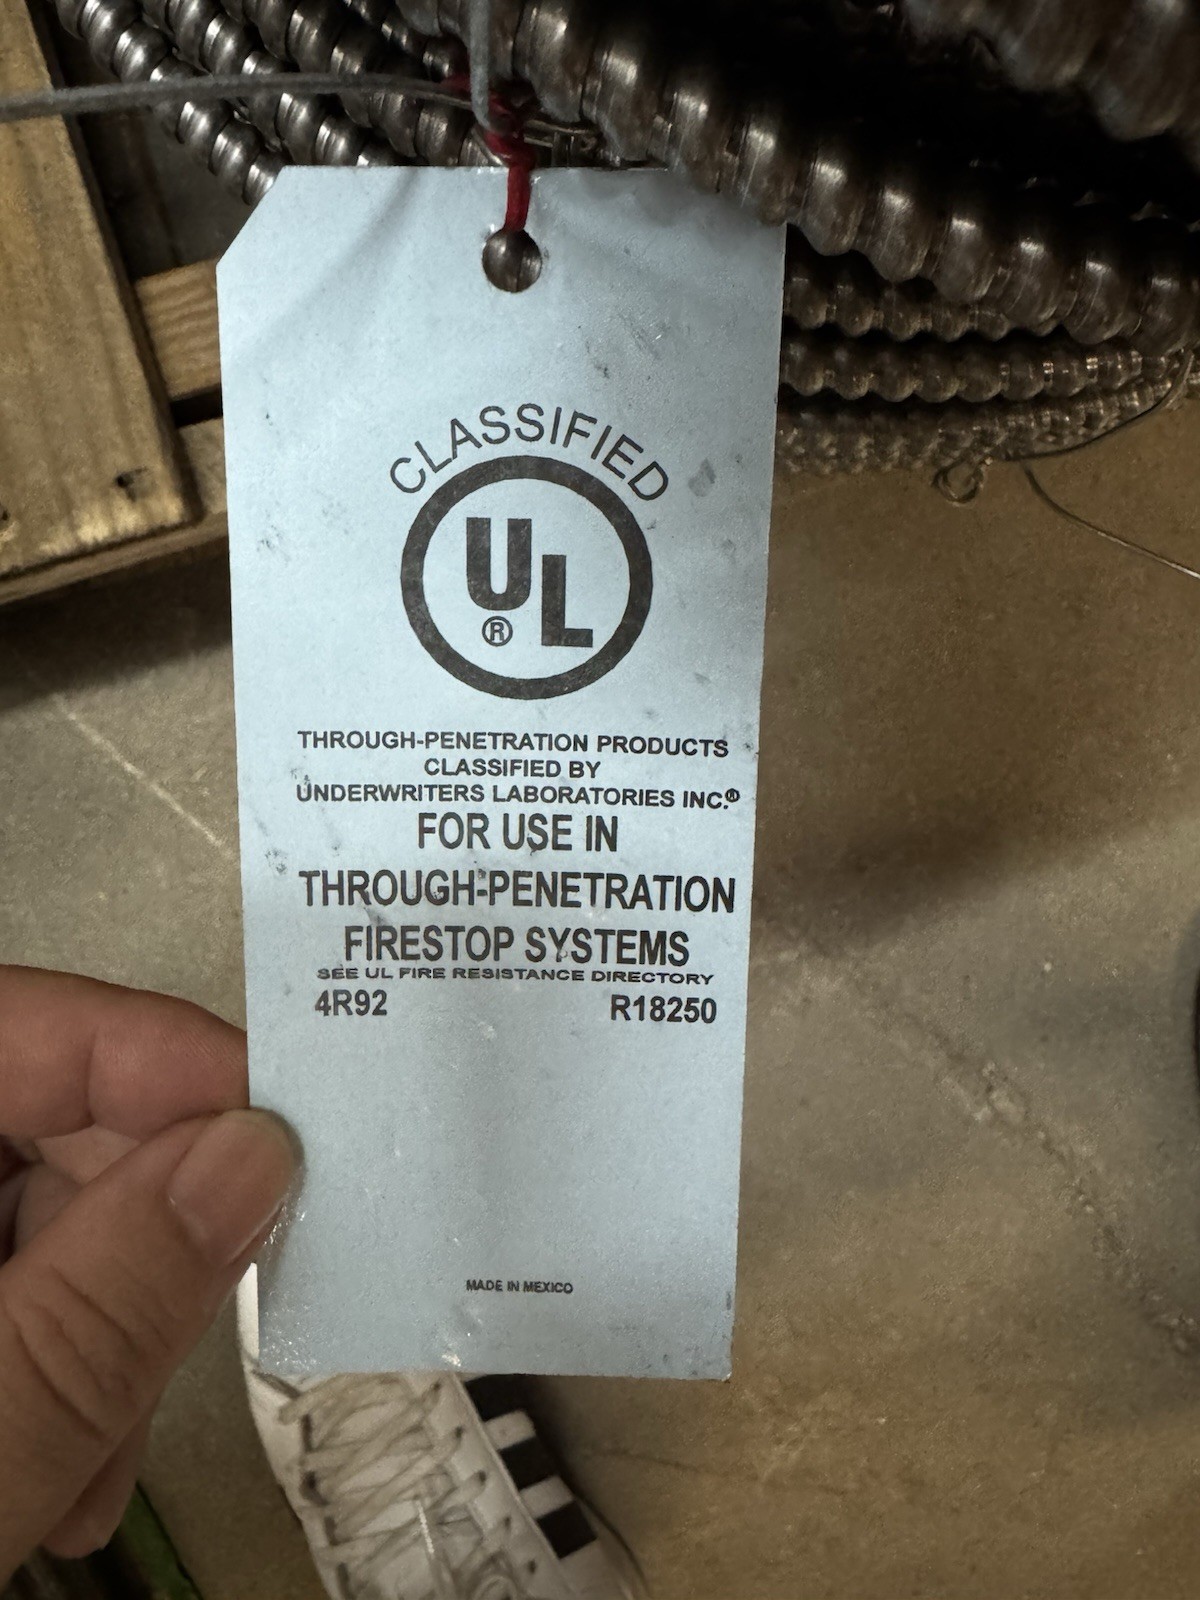 CLASSIFIED
UL
®
THROUGH-PENETRATION PRODUCTS
CLASSIFIED BY
UNDERWRITERS LABORATORIES INC.®
FOR USE IN
THROUGH-PENETRATION
FIRESTOP SYSTEMS
SEE UL FIRE RESISTANCE DIRECTORY
4R92 R18250
MADE IN MEXICO